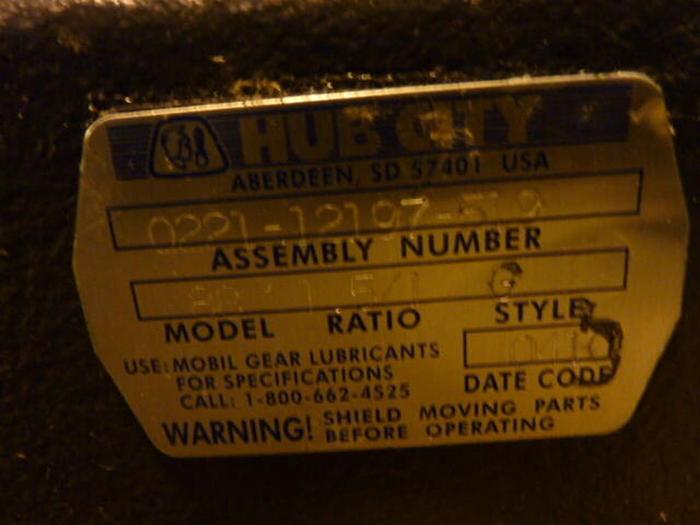 HUB CITY
ABERDEEN, SD 57401 USA
ASSEMBLY NUMBER
MODEL RATIO STYLE
USE: MOBIL GEAR LUBRICANTS
FOR SPECIFICATIONS
CALL: 1-800-662-4525
DATE CODE
WARNING! SHIELD MOVING PARTS
BEFORE OPERATING